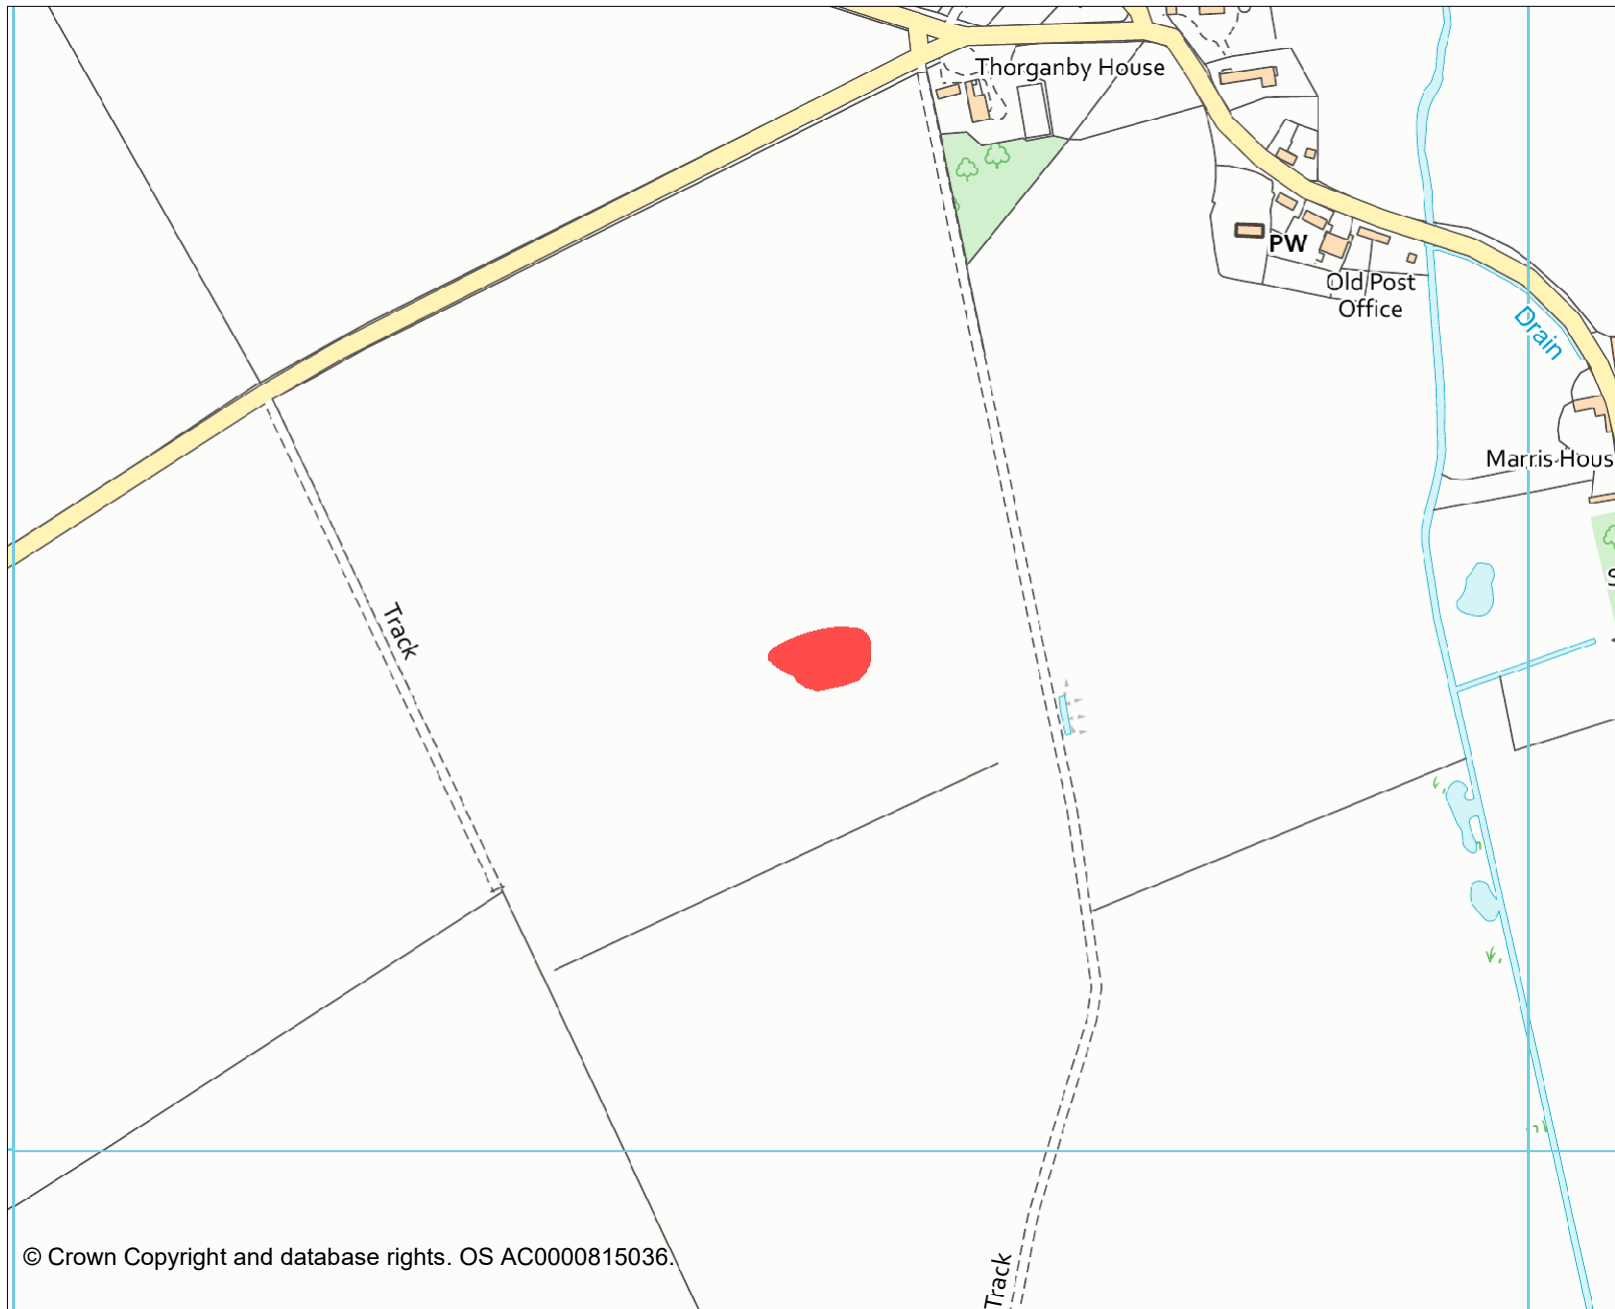 Thorganby House
PW
Old Post
Office
Drain
Marris Hous
Track
S
© Crown Copyright and database rights. OS AC0000815036.
Track